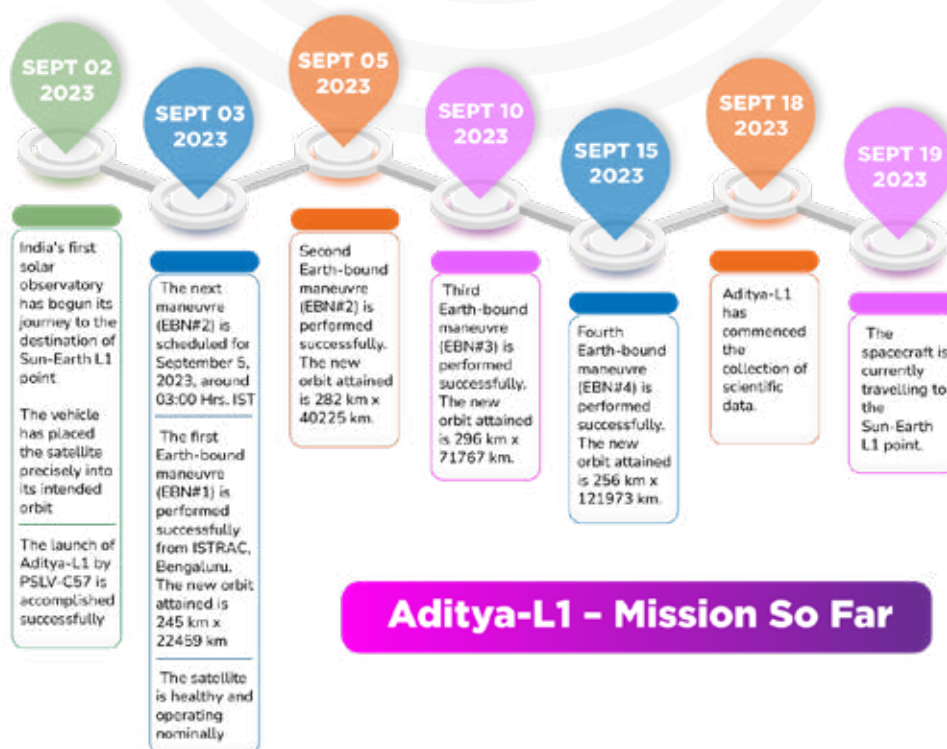 SEPT 02
2023
India's first
solar
observatory
has begun its
journey to the
destination of
Sun-Earth L1
point
The vehicle
has placed
the satellite
precisely into
its intended
orbit
The launch of
Aditya-L1 by
PSLV-C57 is
accomplished
successfully
SEPT 03
2023
The next
maneuvre
(EBN#2) is
scheduled for
September 5,
2023, around
03:00 Hrs. IST
The first
Earth-bound
maneuvre
(EBN#1) is
performed
successfully
from ISTRAC,
Bengaluru.
The new orbit
attained is
245 km x
22459 km
The satellite
is healthy and
operating
nominally
SEPT 05
2023
Second
Earth-bound
maneuvre
(EBN#2) is
performed
successfully.
The new
orbit attained
is 282 km x
40225 km.
SEPT 10
2023
Third
Earth-bound
maneuvre
(EBN#3) is
performed
successfully.
The new
orbit attained
is 296 km x
71767 km.
SEPT 15
2023
Fourth
Earth-bound
maneuvre
(EBN#4) is
performed
successfully.
The new
orbit attained
is 256 km x
121973 km.
SEPT 18
2023
Aditya-L1
has
commenced
the
collection of
scientific
data.
SEPT 19
2023
The
spacecraft is
currently
travelling to
the
Sun-Earth
L1 point.
Aditya-L1 – Mission So Far